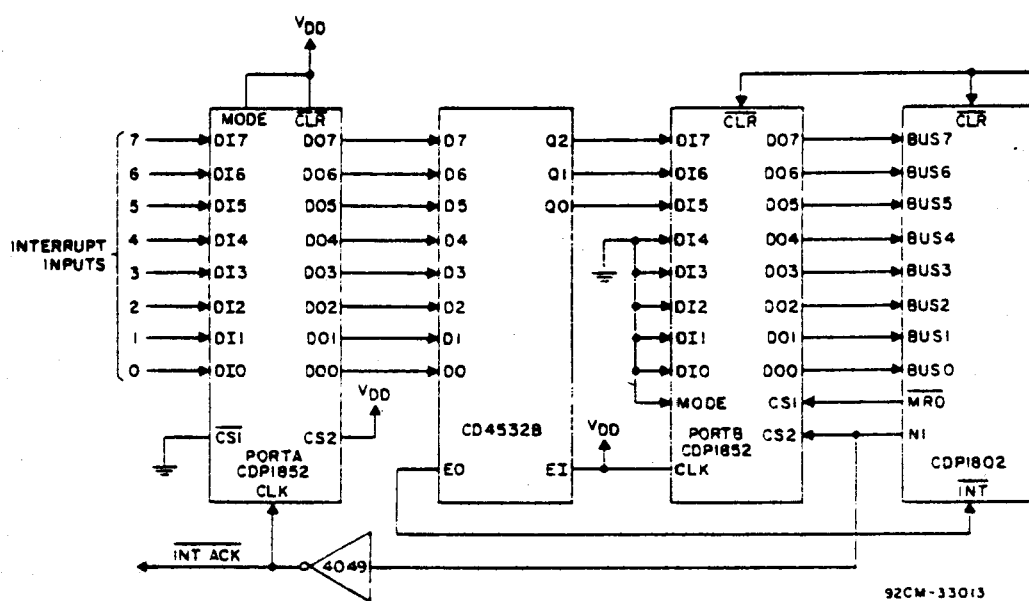 VDD
MODE CLR CLR CLR
7 DI7 DO7 D7 Q2 DI7 DO7 BUS7
6 DI6 DO6 D6 Q1 DI6 DO6 BUS6
5 DI5 DO5 D5 Q0 DI5 DO5 BUS5
4 DI4 DO4 D4 DI4 DO4 BUS4
INTERRUPT
INPUTS
3 DI3 DO3 D3 DI3 DO3 BUS3
2 DI2 DO2 D2 DI2 DO2 BUS2
1 DI1 DO1 D1 DI1 DO1 BUS1
0 DI0 DO0 D0 DI0 DO0 BUS0
VDD
MODE CS1 MRD
CSI CS2 CD4532B VDD PORTB CS2 N1
PORTA
CDP1852
CDP1852
EO EI CLK CDP1802
CLK
INT
INT ACK 4049
92CM-33013